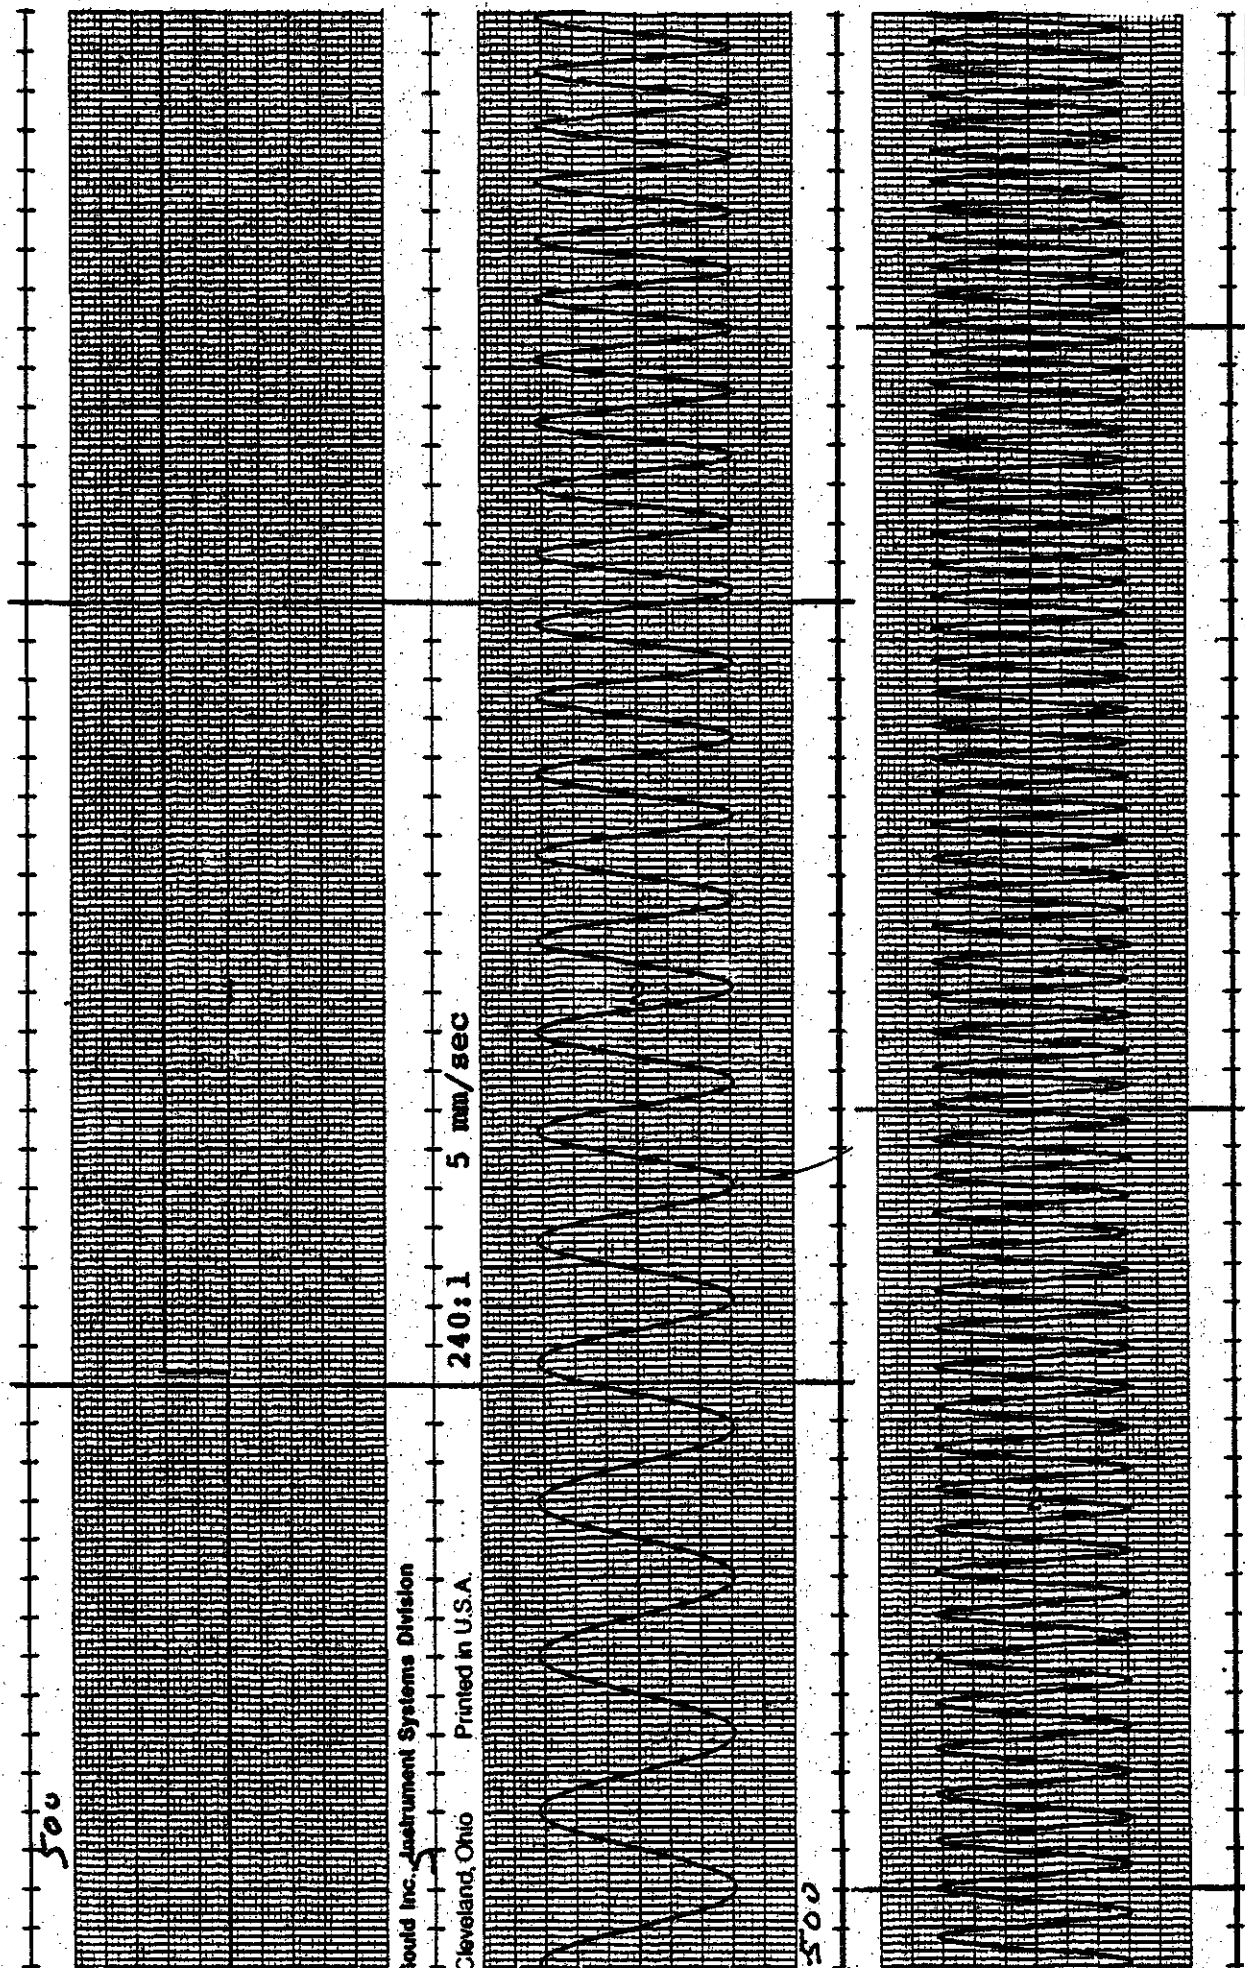 500
Gould Inc., Instrument Systems Division
Cleveland, Ohio Printed in U.S.A.
240:1 5 mm/sec
500